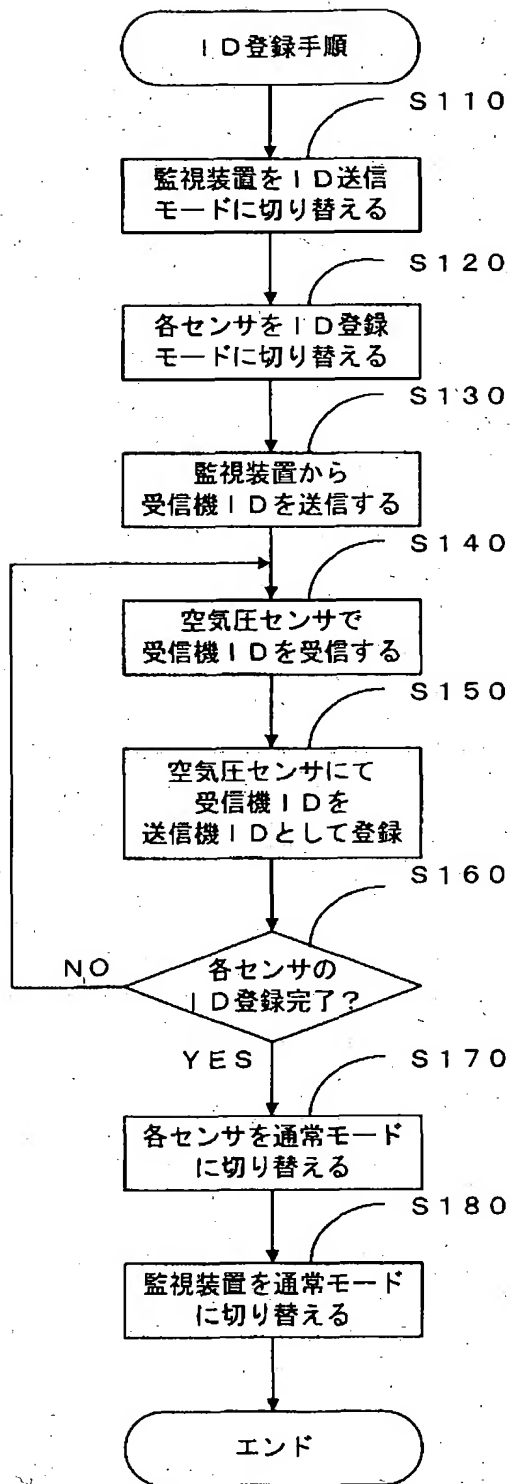 ID登録手順
S110
監視装置をID送信
モードに切り替える
S120
各センサをID登録
モードに切り替える
S130
監視装置から
受信機IDを送信する
S140
空気圧センサで
受信機IDを受信する
S150
空気圧センサにて
受信機IDを
送信機IDとして登録
S160
各センサの
ID登録完了?
NO
YES
S170
各センサを通常モード
に切り替える
S180
監視装置を通常モード
に切り替える
エンド